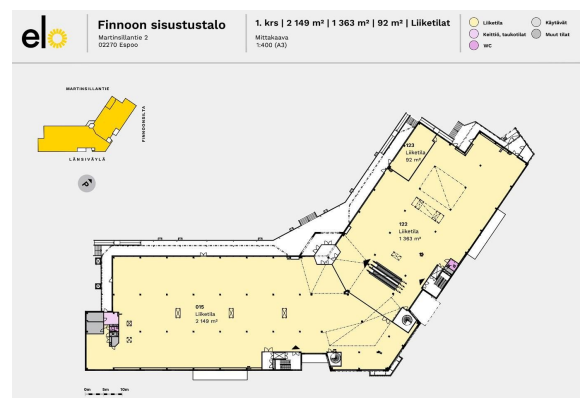 elo
Finnoon sisustustalo
Martinsillantie 2
02270 Espoo
1. krs | 2 149 m² | 1 363 m² | 92 m² | Liiketilat
Mittakaava
1:400 (A3)
Liiketila
Keittiö, taukotilat
WC
Käytävät
Muut tilat
MARTINSILLANTIE
FINNOONSILTA
LÄNSIVÄYLÄ
P
123
Liiketila
92 m²
122
Liiketila
1 363 m²
015
Liiketila
2 149 m²
0m 5m 10m